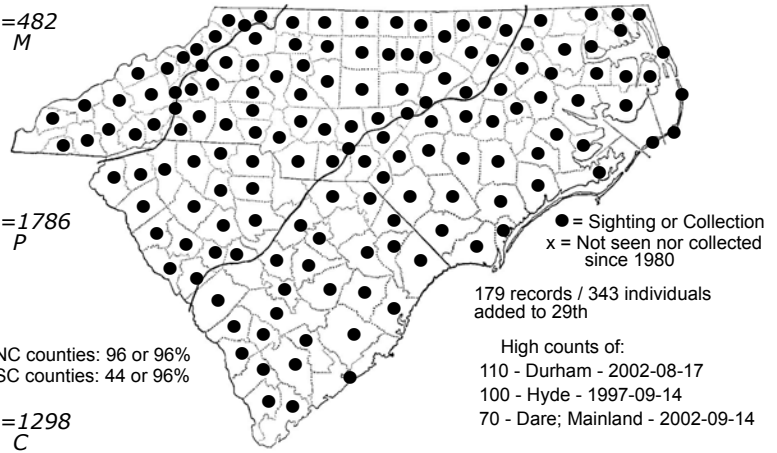 =482
M
=1786
P
● = Sighting or Collection
x = Not seen nor collected
since 1980
179 records / 343 individuals
added to 29th
NC counties: 96 or 96%
SC counties: 44 or 96%
High counts of:
110 - Durham - 2002-08-17
100 - Hyde - 1997-09-14
70 - Dare; Mainland - 2002-09-14
=1298
C